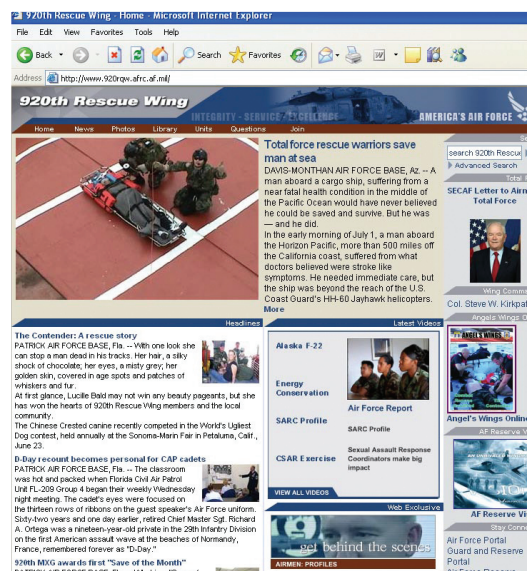 920th Rescue Wing - Home - Microsoft Internet Explorer
File Edit View Favorites Tools Help
Back Search Favorites
Address http://www.920rqw.afrc.af.mil/
920th Rescue Wing
INTEGRITY - SERVICE - EXCELLENCE
AMERICA'S AIR FORCE
Home News Photos Library Units Questions Join
Total force rescue warriors save
man at sea
DAVIS-MONTHAN AIR FORCE BASE, Az. -- A
man aboard a cargo ship, suffering from a
near fatal health condition in the middle of
the Pacific Ocean would have never believed
he could be saved and survive. But he was
— and he did.
In the early morning of July 1, a man aboard
the Horizon Pacific, more than 500 miles off
the California coast, suffered from what
doctors believed were stroke like
symptoms. He needed immediate care, but
the ship was beyond the reach of the U.S.
Coast Guard's HH-60 Jayhawk helicopters.
More
search 920th Rescue
Advanced Search
Total
SECAF Letter to Airm
Total Force
Wing Comm
Col. Steve W. Kirkpat
Angels Wings O
ANGEL'S WINGS
Angel's Wings Online
AF Reserve V
AF Reserve Vi
Stay Conne
Air Force Portal
Guard and Reserve
Portal
Headlines
The Contender: A rescue story
PATRICK AIR FORCE BASE, Fla. -- With one look she
can stop a man dead in his tracks. Her hair, a silky
shock of chocolate; her eyes, a misty grey; her
golden skin, covered in age spots and patches of
whiskers and fur.
At first glance, Lucille Bald may not win any beauty pageants, but she
has won the hearts of 920th Rescue Wing members and the local
community.
The Chinese Crested canine recently competed in the World's Ugliest
Dog contest, held annually at the Sonoma-Marin Fair in Petaluma, Calif.,
June 23.
D-Day recount becomes personal for CAP cadets
PATRICK AIR FORCE BASE, Fla. -- The classroom
was hot and packed when Florida Civil Air Patrol
Unit FL-209 Group 4 began their weekly Wednesday
night meeting. The cadet's eyes were focused on
the thirteen rows of ribbons on the guest speaker's Air Force uniform.
Sixty-two years and one day earlier, retired Chief Master Sgt. Richard
A. Ortega was a nineteen-year-old private in the 29th Infantry Division
on the first American assault wave at the beaches of Normandy,
France, remembered forever as "D-Day."
920th MXG awards first "Save of the Month"
Latest Videos
Alaska F-22
Energy
Conservation
SARC Profile
CSAR Exercise
VIEW ALL VIDEOS
Air Force Report
SARC Profile
Sexual Assault Response
Coordinators make big
impact
Web Exclusive
...get behind the scenes
AIRMEN: PROFILES